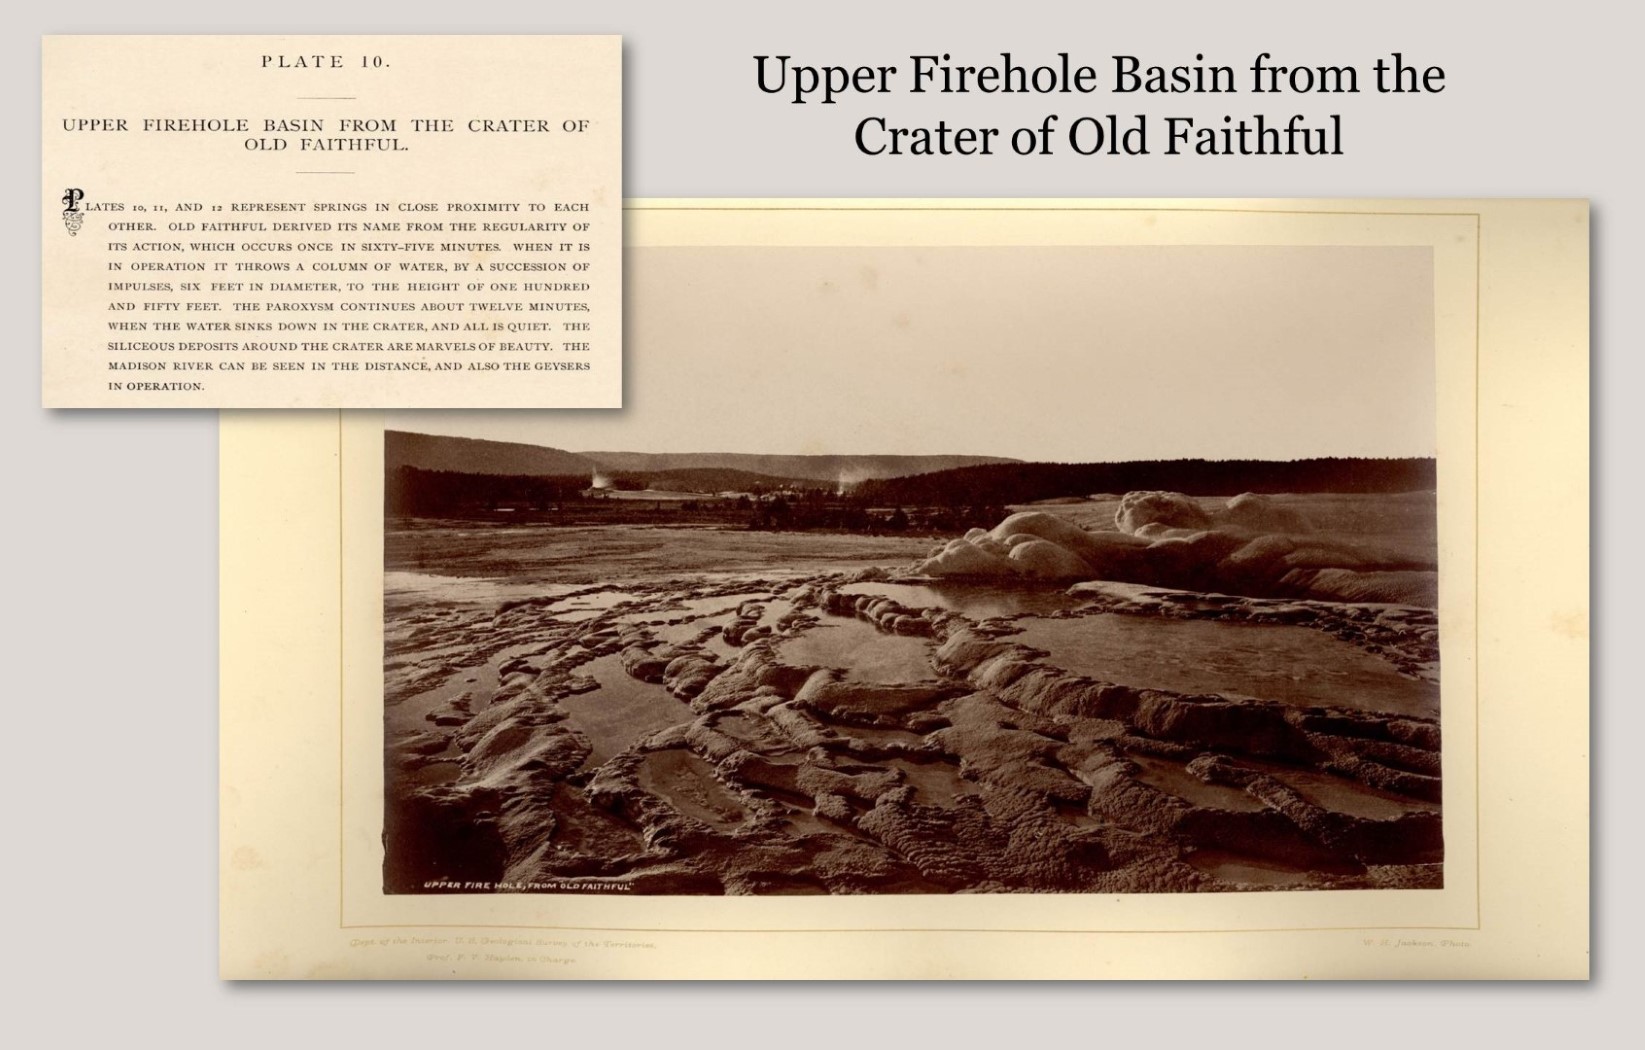 PLATE 10.
UPPER FIREHOLE BASIN FROM THE CRATER OF
OLD FAITHFUL.
PLATES 10, 11, AND 12 REPRESENT SPRINGS IN CLOSE PROXIMITY TO EACH
OTHER. OLD FAITHFUL DERIVED ITS NAME FROM THE REGULARITY OF
ITS ACTION, WHICH OCCURS ONCE IN SIXTY-FIVE MINUTES. WHEN IT IS
IN OPERATION IT THROWS A COLUMN OF WATER, BY A SUCCESSION OF
IMPULSES, SIX FEET IN DIAMETER, TO THE HEIGHT OF ONE HUNDRED
AND FIFTY FEET. THE PAROXYSM CONTINUES ABOUT TWELVE MINUTES,
WHEN THE WATER SINKS DOWN IN THE CRATER, AND ALL IS QUIET. THE
SILICEOUS DEPOSITS AROUND THE CRATER ARE MARVELS OF BEAUTY. THE
MADISON RIVER CAN BE SEEN IN THE DISTANCE, AND ALSO THE GEYSERS
IN OPERATION.
Upper Firehole Basin from the
Crater of Old Faithful
UPPER FIRE HOLE, FROM OLD FAITHFUL
Dept. of the Interior. U. S. Geological Survey of the Territories.
Prof. F. V. Hayden, in Charge.
W. H. Jackson, Photo.